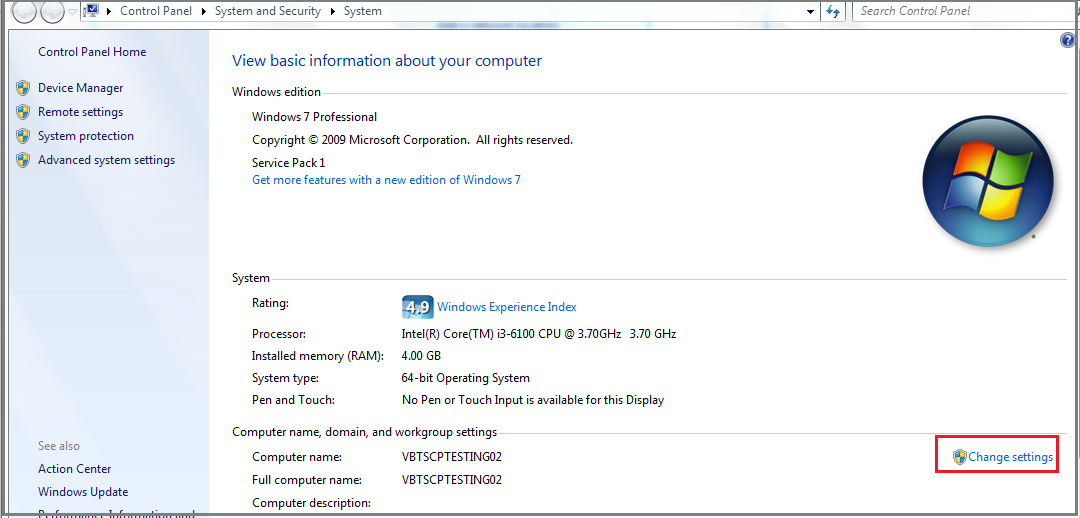 Control Panel System and Security System
Search Control Panel
Control Panel Home
Device Manager
Remote settings
System protection
Advanced system settings
View basic information about your computer
Windows edition
Windows 7 Professional
Copyright © 2009 Microsoft Corporation. All rights reserved.
Service Pack 1
Get more features with a new edition of Windows 7
System
Rating: 4,9 Windows Experience Index
Processor: Intel(R) Core(TM) i3-6100 CPU @ 3.70GHz 3.70 GHz
Installed memory (RAM): 4.00 GB
System type: 64-bit Operating System
Pen and Touch: No Pen or Touch Input is available for this Display
Computer name, domain, and workgroup settings
Computer name: VBTSCPTESTING02
Change settings
Full computer name: VBTSCPTESTING02
Computer description:
See also
Action Center
Windows Update
Performance Information and